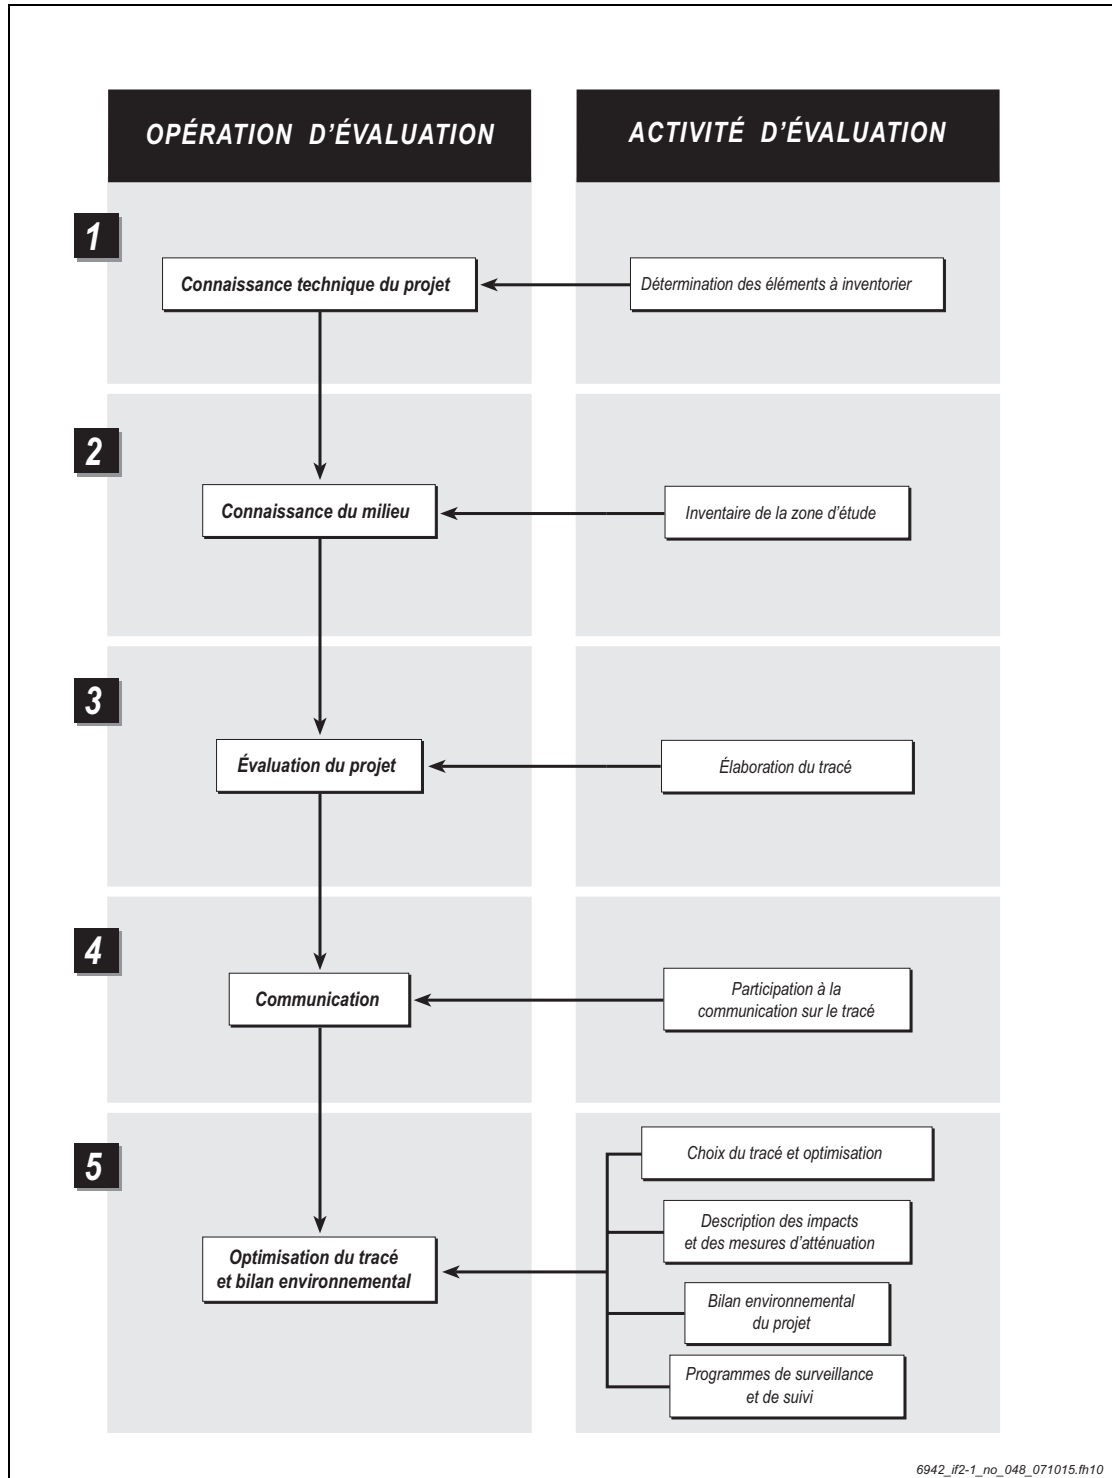 OPÉRATION D'ÉVALUATION
ACTIVITÉ D'ÉVALUATION
1
Connaissance technique du projet
Détermination des éléments à inventorier
2
Connaissance du milieu
Inventaire de la zone d'étude
3
Évaluation du projet
Élaboration du tracé
4
Communication
Participation à la
communication sur le tracé
5
Optimisation du tracé
et bilan environnemental
Choix du tracé et optimisation
Description des impacts
et des mesures d'atténuation
Bilan environnemental
du projet
Programmes de surveillance
et de suivi
6942_if2-1_no_048_071015.fh10